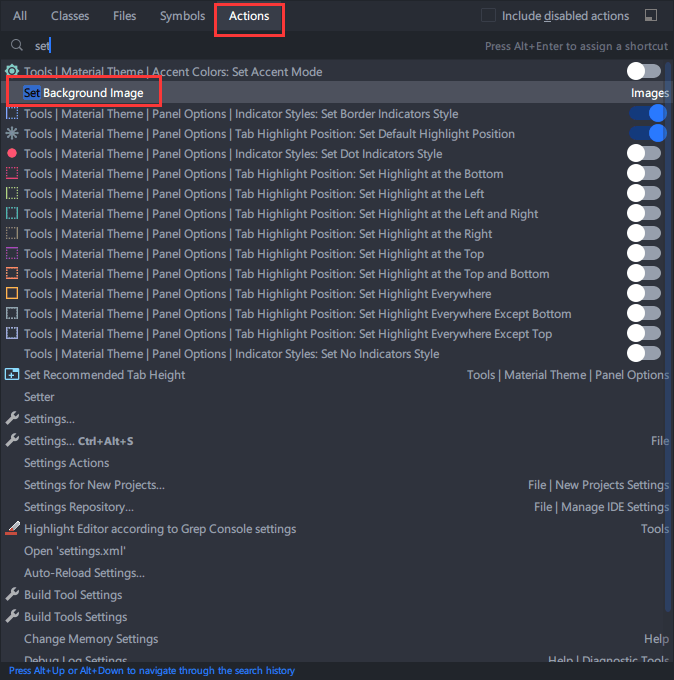 All Classes Files Symbols Actions Include disabled actions
set Press Alt+Enter to assign a shortcut
Tools | Material Theme | Accent Colors: Set Accent Mode
Set Background Image Images
Tools | Material Theme | Panel Options | Indicator Styles: Set Border Indicators Style
Tools | Material Theme | Panel Options | Tab Highlight Position: Set Default Highlight Position
Tools | Material Theme | Panel Options | Indicator Styles: Set Dot Indicators Style
Tools | Material Theme | Panel Options | Tab Highlight Position: Set Highlight at the Bottom
Tools | Material Theme | Panel Options | Tab Highlight Position: Set Highlight at the Left
Tools | Material Theme | Panel Options | Tab Highlight Position: Set Highlight at the Left and Right
Tools | Material Theme | Panel Options | Tab Highlight Position: Set Highlight at the Right
Tools | Material Theme | Panel Options | Tab Highlight Position: Set Highlight at the Top
Tools | Material Theme | Panel Options | Tab Highlight Position: Set Highlight at the Top and Bottom
Tools | Material Theme | Panel Options | Tab Highlight Position: Set Highlight Everywhere
Tools | Material Theme | Panel Options | Tab Highlight Position: Set Highlight Everywhere Except Bottom
Tools | Material Theme | Panel Options | Tab Highlight Position: Set Highlight Everywhere Except Top
Tools | Material Theme | Panel Options | Indicator Styles: Set No Indicators Style
Set Recommended Tab Height Tools | Material Theme | Panel Options
Setter
Settings...
Settings... Ctrl+Alt+S File
Settings Actions
Settings for New Projects... File | New Projects Settings
Settings Repository... File | Manage IDE Settings
Highlight Editor according to Grep Console settings Tools
Open 'settings.xml'
Auto-Reload Settings...
Build Tool Settings
Build Tools Settings
Change Memory Settings Help
Debug Log Settings... Help | Diagnostic Tools
Press Alt+Up or Alt+Down to navigate through the search history